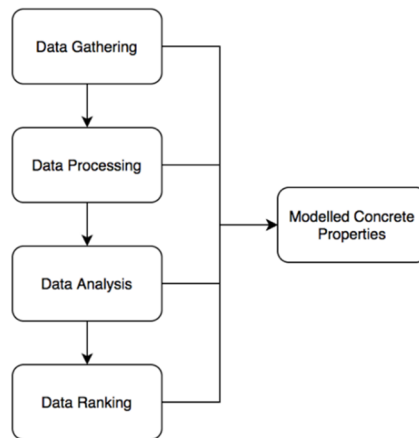 Data Gathering
Data Processing
Modelled Concrete
Properties
Data Analysis
Data Ranking